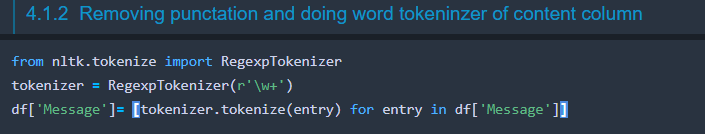 4.1.2 Removing punctation and doing word tokeninzer of content column
from nltk.tokenize import RegexpTokenizer
tokenizer = RegexpTokenizer(r'\w+')
df['Message']= [tokenizer.tokenize(entry) for entry in df['Message']]